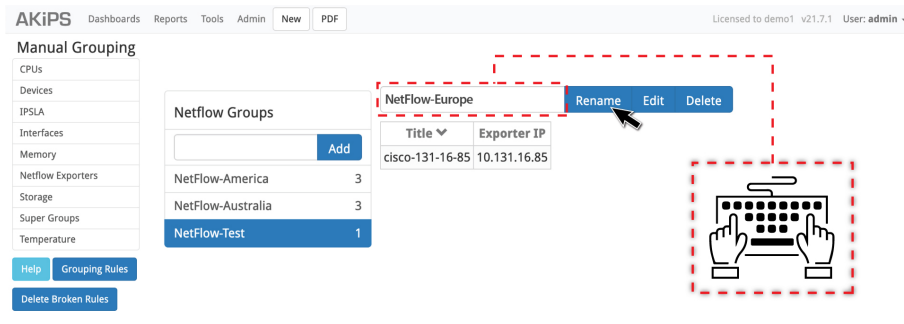 AKiPS Dashboards Reports Tools Admin New PDF Licensed to demo1 v21.7.1 User: admin
Manual Grouping
CPUs
Devices
IPSLA
Interfaces
Memory
Netflow Exporters
Storage
Super Groups
Temperature
Help Grouping Rules
Delete Broken Rules
Netflow Groups
Add
NetFlow-America 3
NetFlow-Australia 3
NetFlow-Test 1
NetFlow-Europe Rename Edit Delete
Title Exporter IP
cisco-131-16-85 10.131.16.85